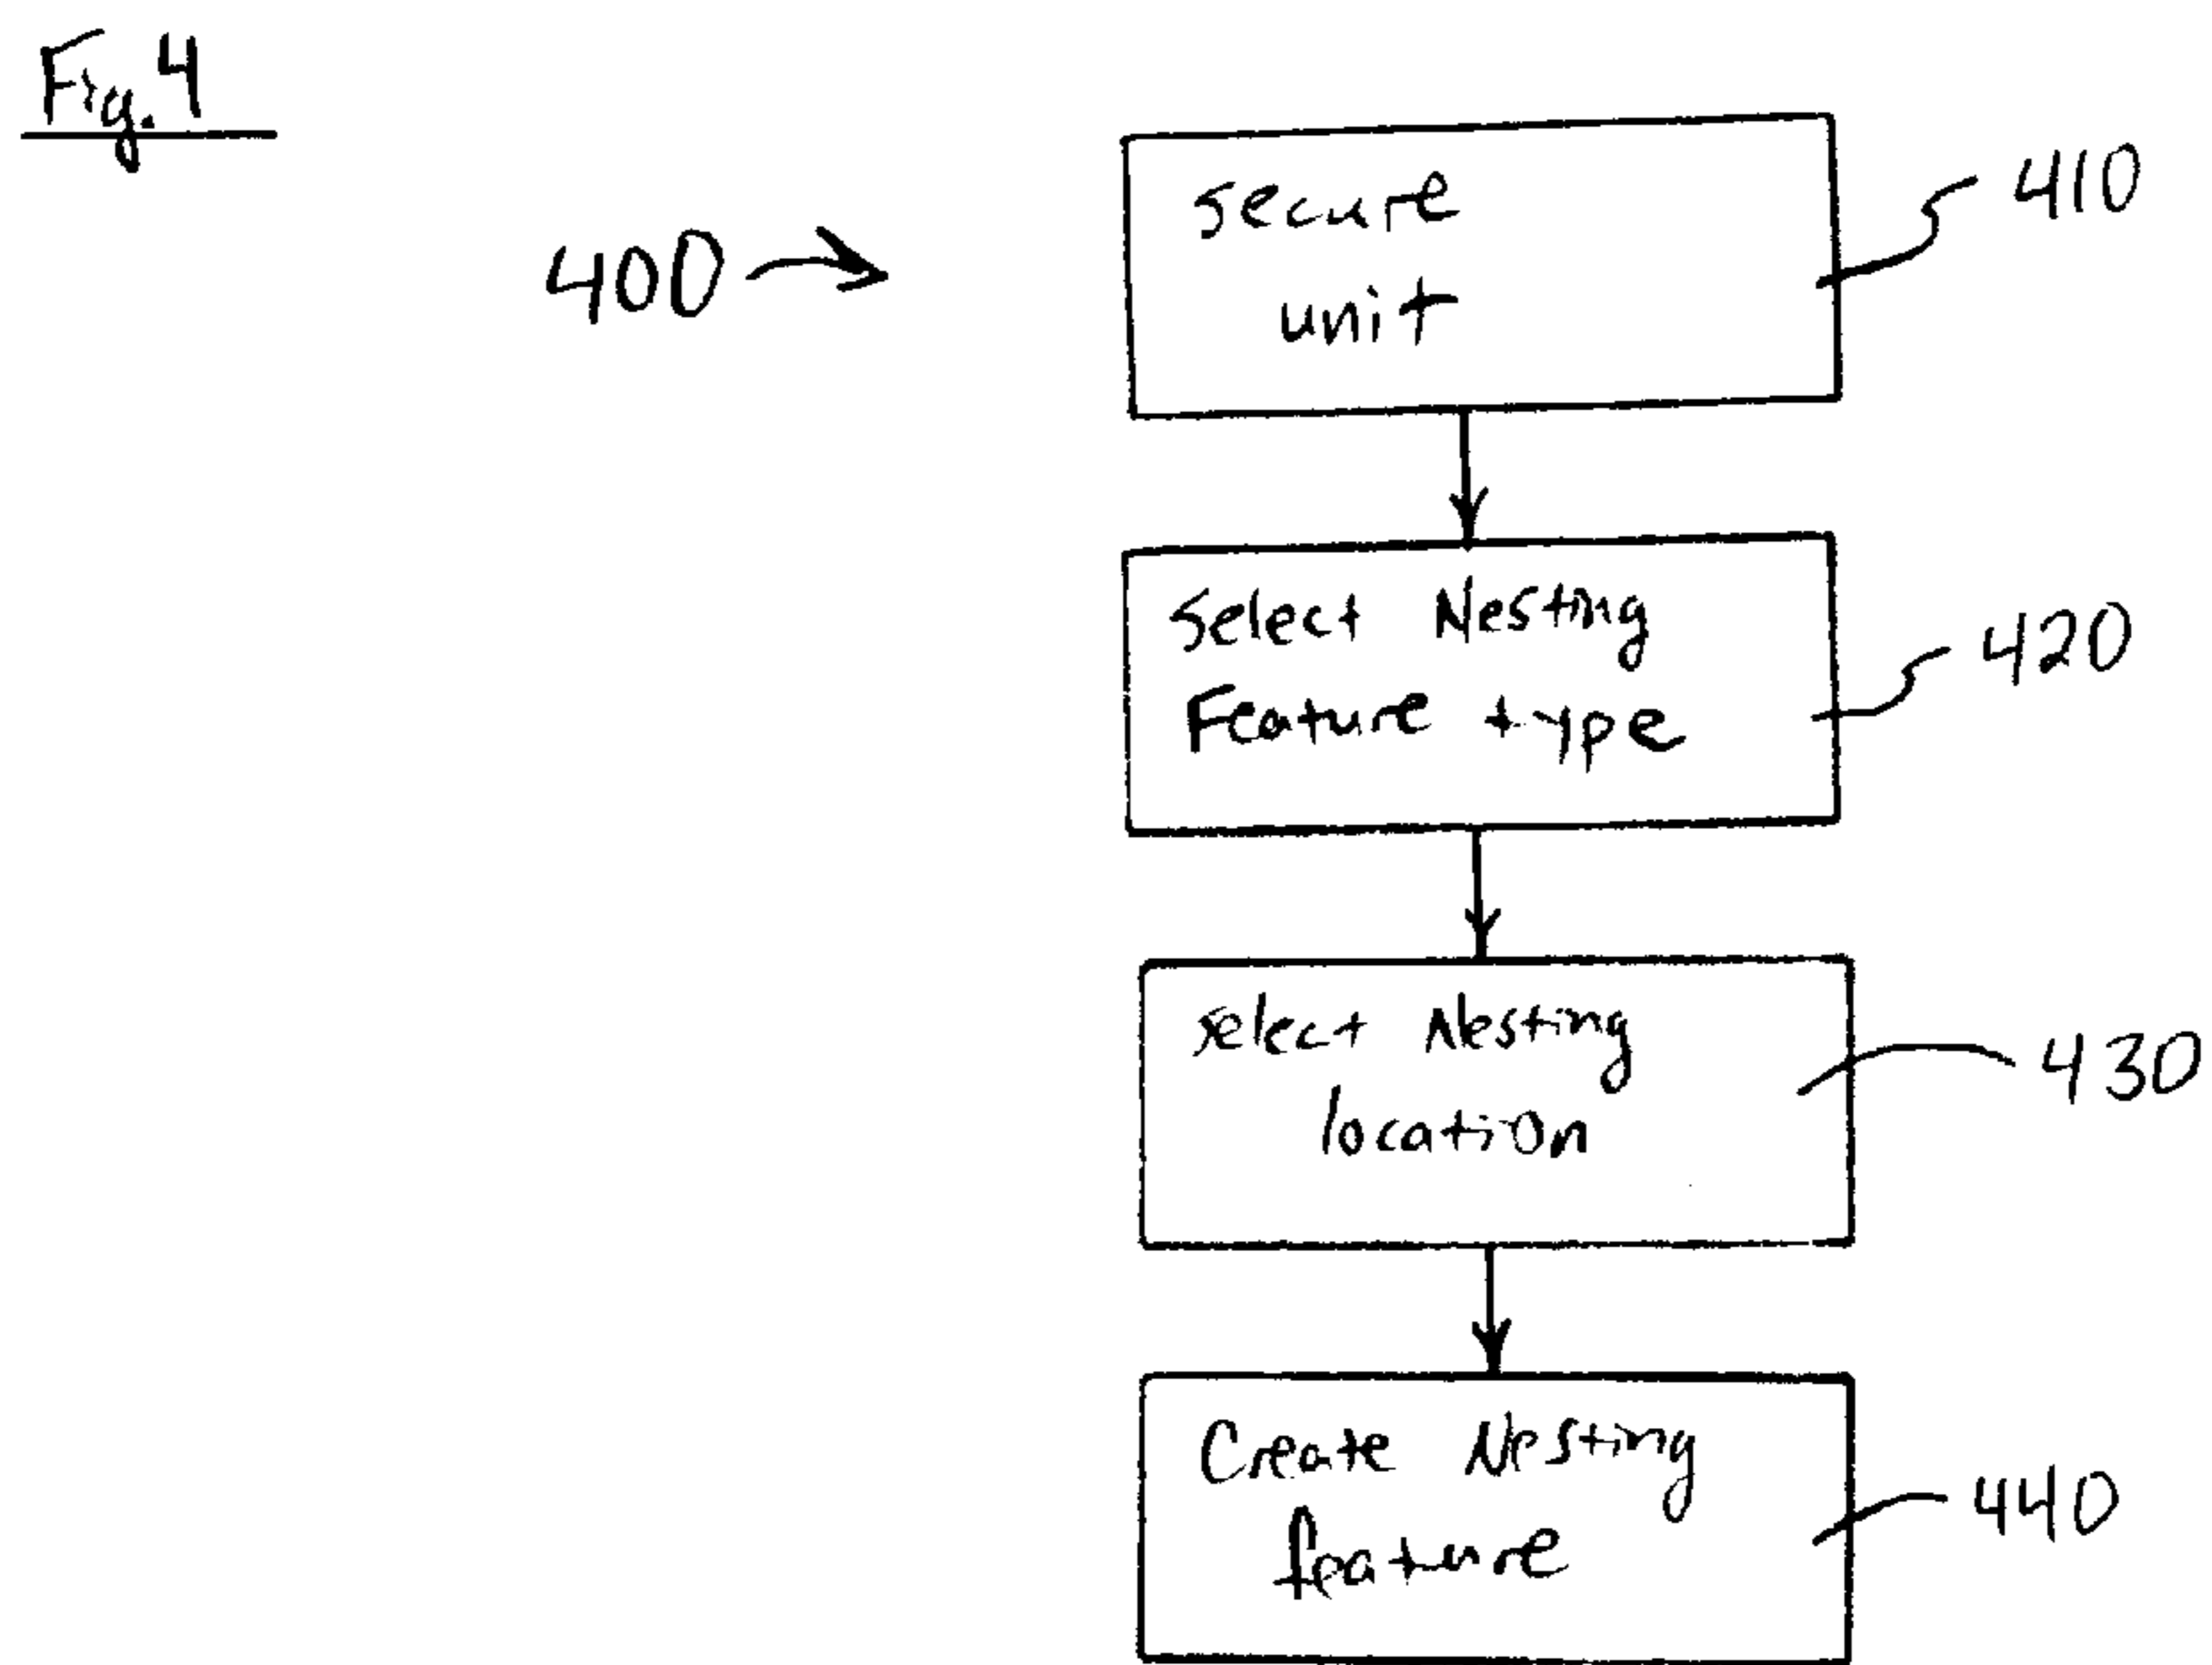 Fig. 4
400
secure
unit
410
Select Nesting
Feature type
420
select Nesting
location
430
Create Nesting
feature
440